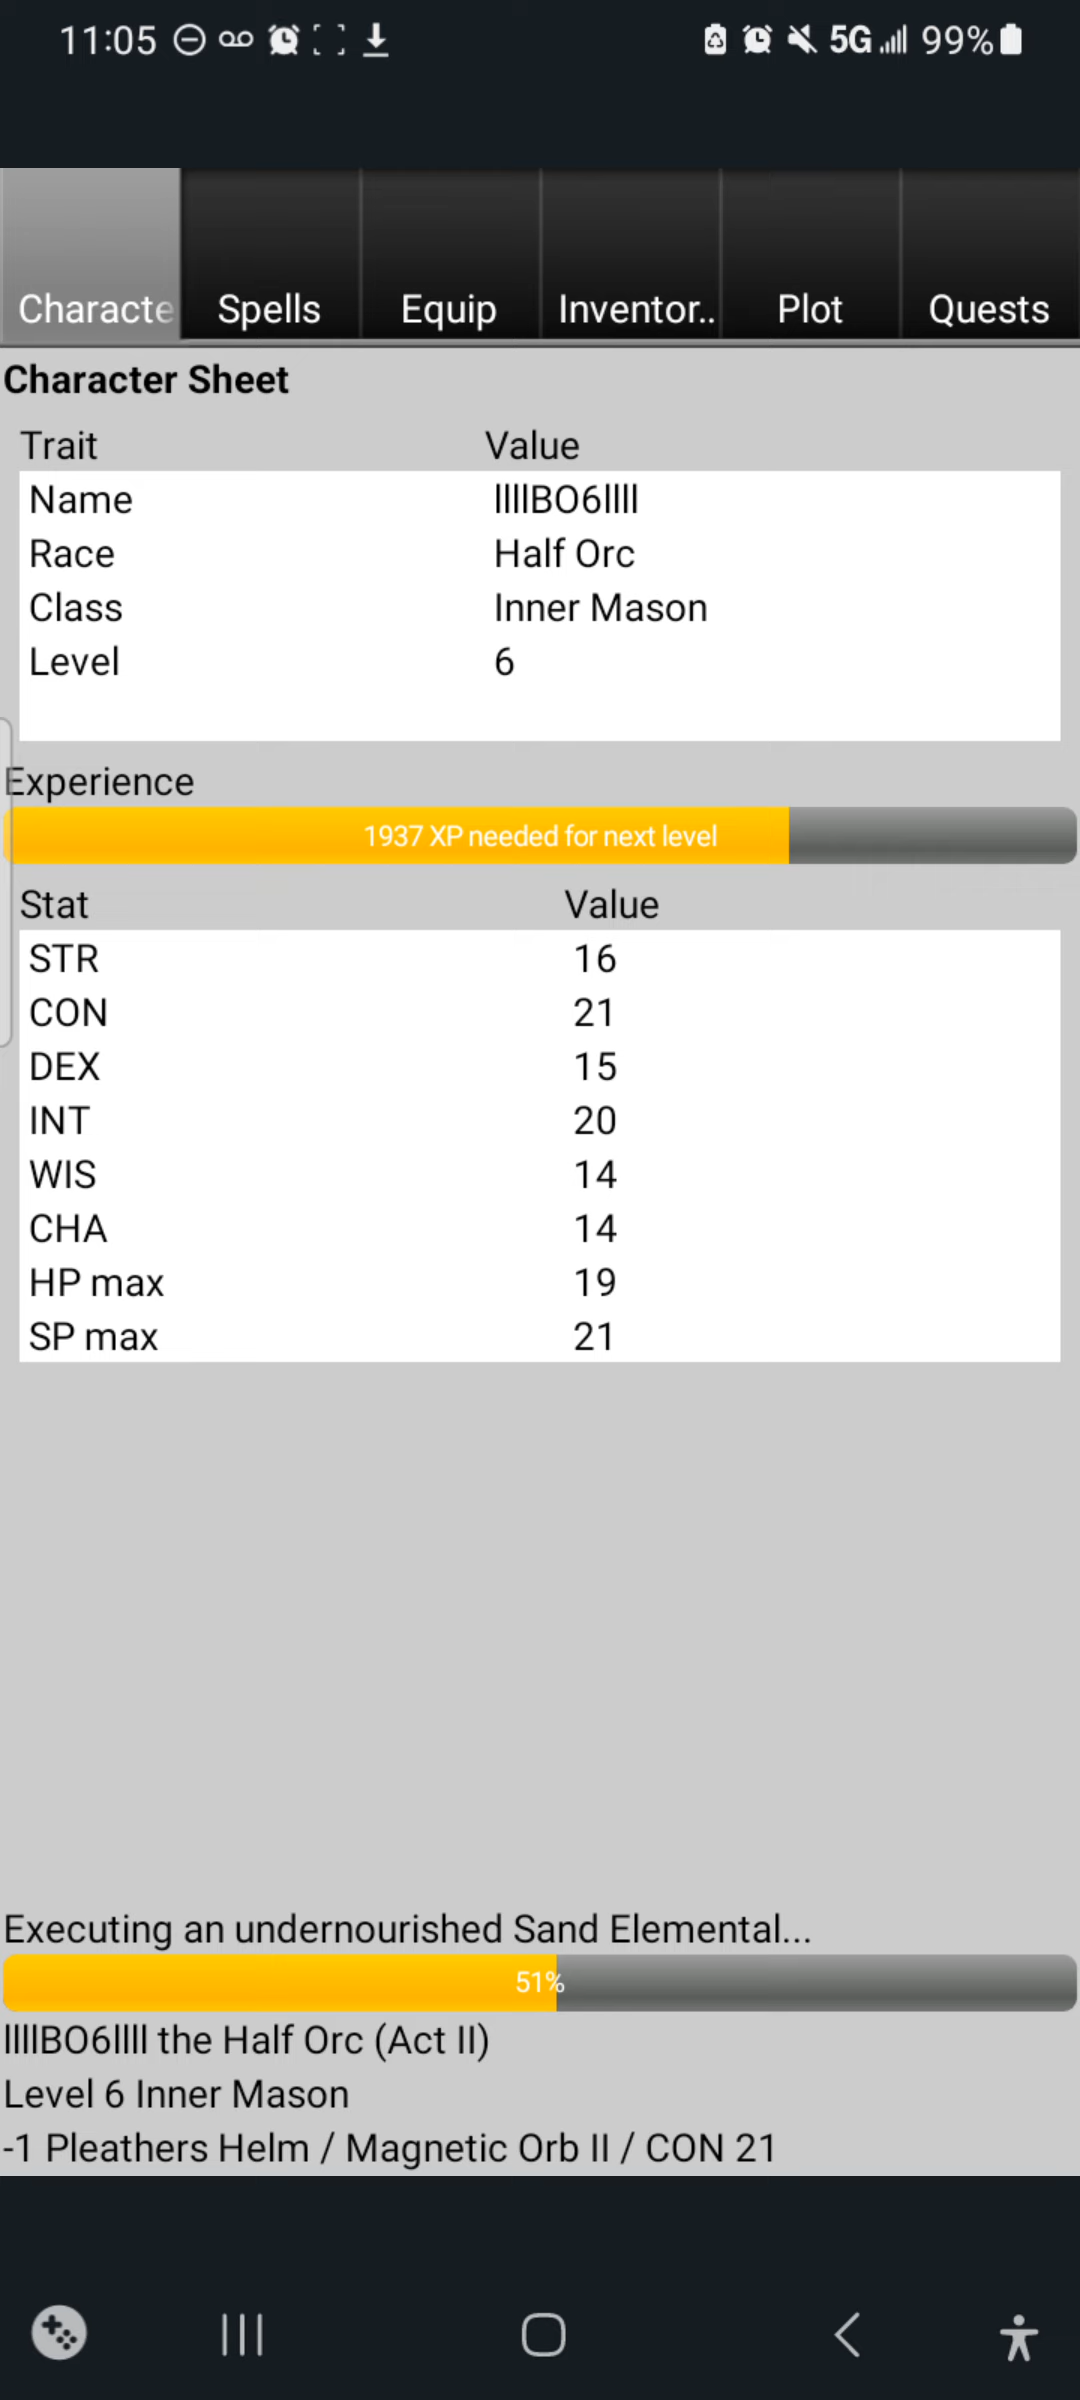 11:05 5G 99%
Characte Spells Equip Inventor.. Plot Quests
Character Sheet
Trait Value
Name llllBO6llll
Race Half Orc
Class Inner Mason
Level 6
Experience
1937 XP needed for next level
Stat Value
STR 16
CON 21
DEX 15
INT 20
WIS 14
CHA 14
HP max 19
SP max 21
Executing an undernourished Sand Elemental...
51%
llllBO6llll the Half Orc (Act II)
Level 6 Inner Mason
-1 Pleathers Helm / Magnetic Orb II / CON 21